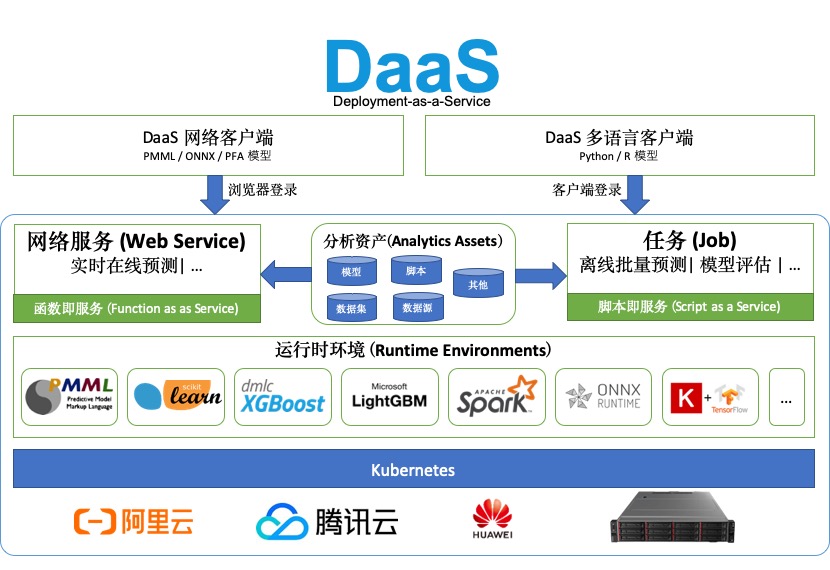 DaaS
Deployment-as-a-Service
DaaS 网络客户端
PMML / ONNX / PFA 模型
DaaS 多语言客户端
Python / R 模型
浏览器登录
客户端登录
网络服务 (Web Service)
实时在线预测| ...
函数即服务 (Function as as Service)
分析资产(Analytics Assets)
模型
脚本
其他
数据集
数据源
任务 (Job)
离线批量预测| 模型评估 | ...
脚本即服务 (Script as a Service)
运行时环境 (Runtime Environments)
PMML
Predictive Model
Markup Language
scikit
learn
dmlc
XGBoost
Microsoft
LightGBM
APACHE
Spark
ONNX
RUNTIME
K + TensorFlow
...
Kubernetes
阿里云
腾讯云
HUAWEI